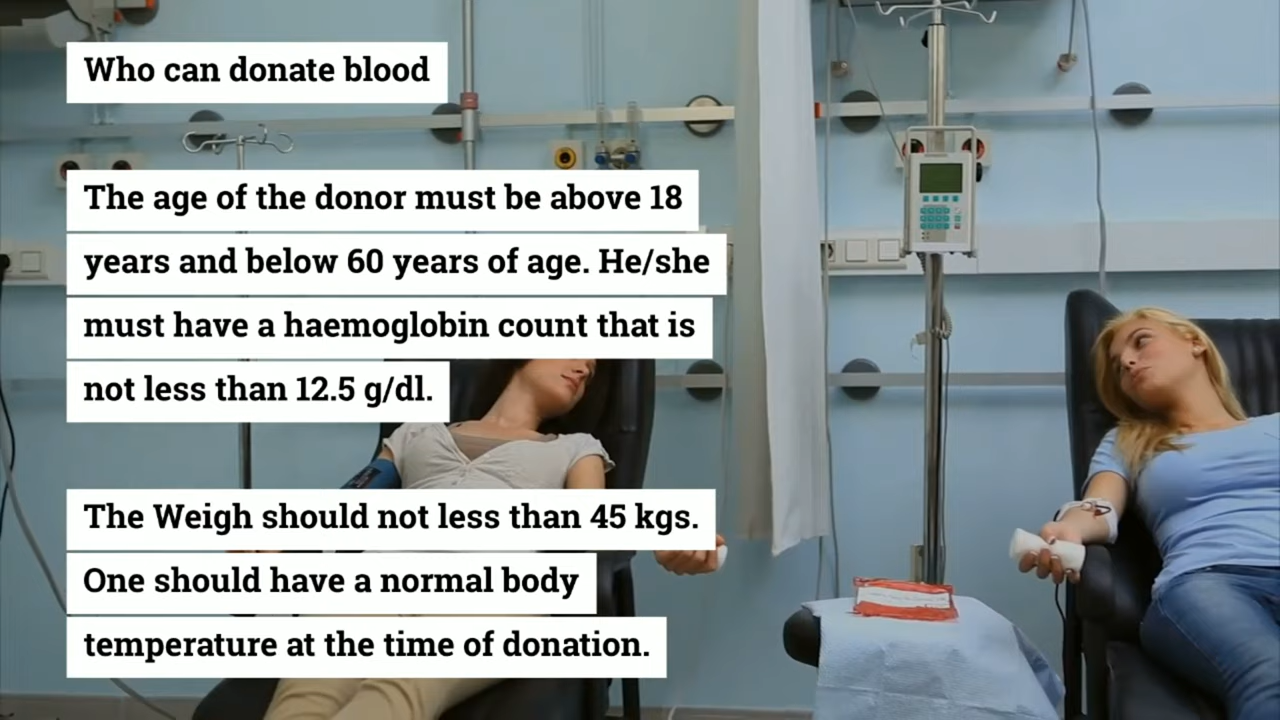 Who can donate blood
The age of the donor must be above 18
years and below 60 years of age. He/she
must have a haemoglobin count that is
not less than 12.5 g/dl.
The Weigh should not less than 45 kgs.
One should have a normal body
temperature at the time of donation.